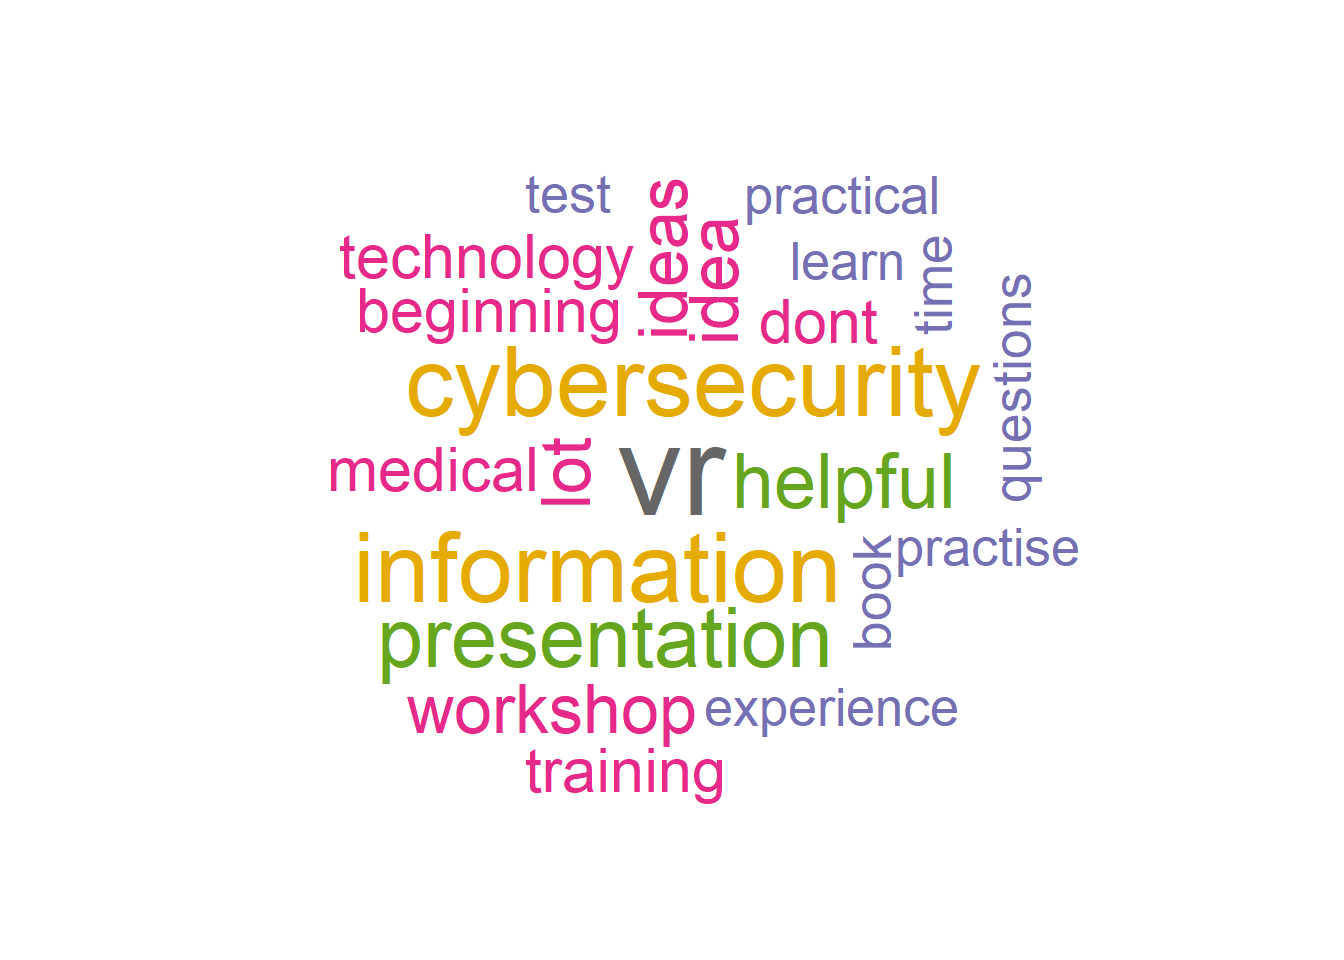 test
ideas
practical
technology
idea
learn
time
beginning
dont
questions
cybersecurity
medical
lot
vr
helpful
information
book
practise
presentation
workshop
experience
training